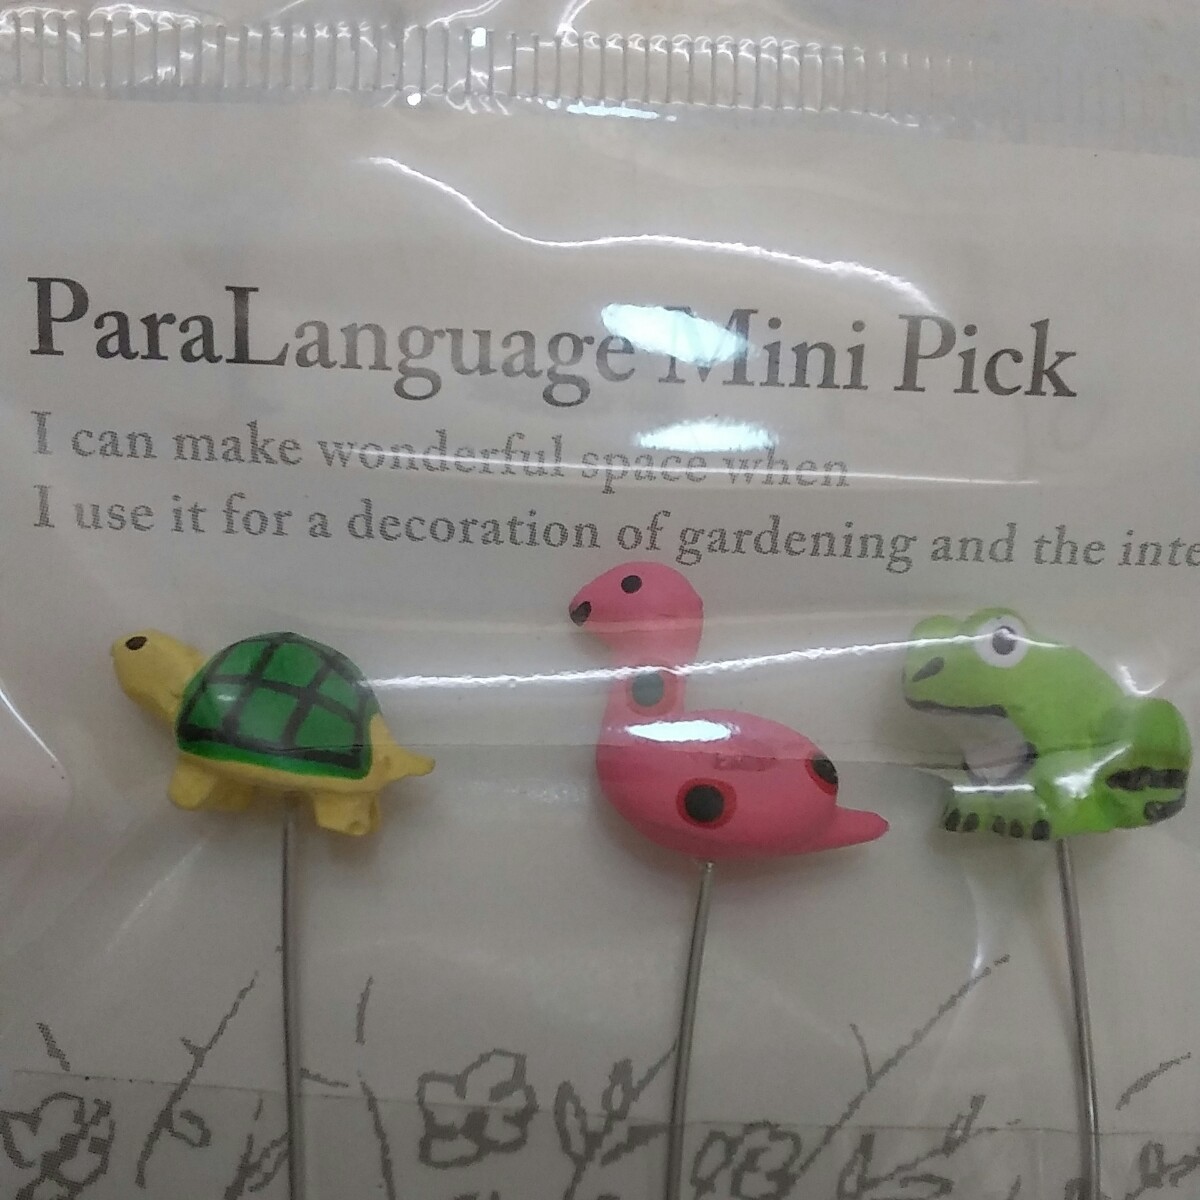 ParaLanguage Mini Pick
I can make wonderful space when
I use it for a decoration of gardening and the inte